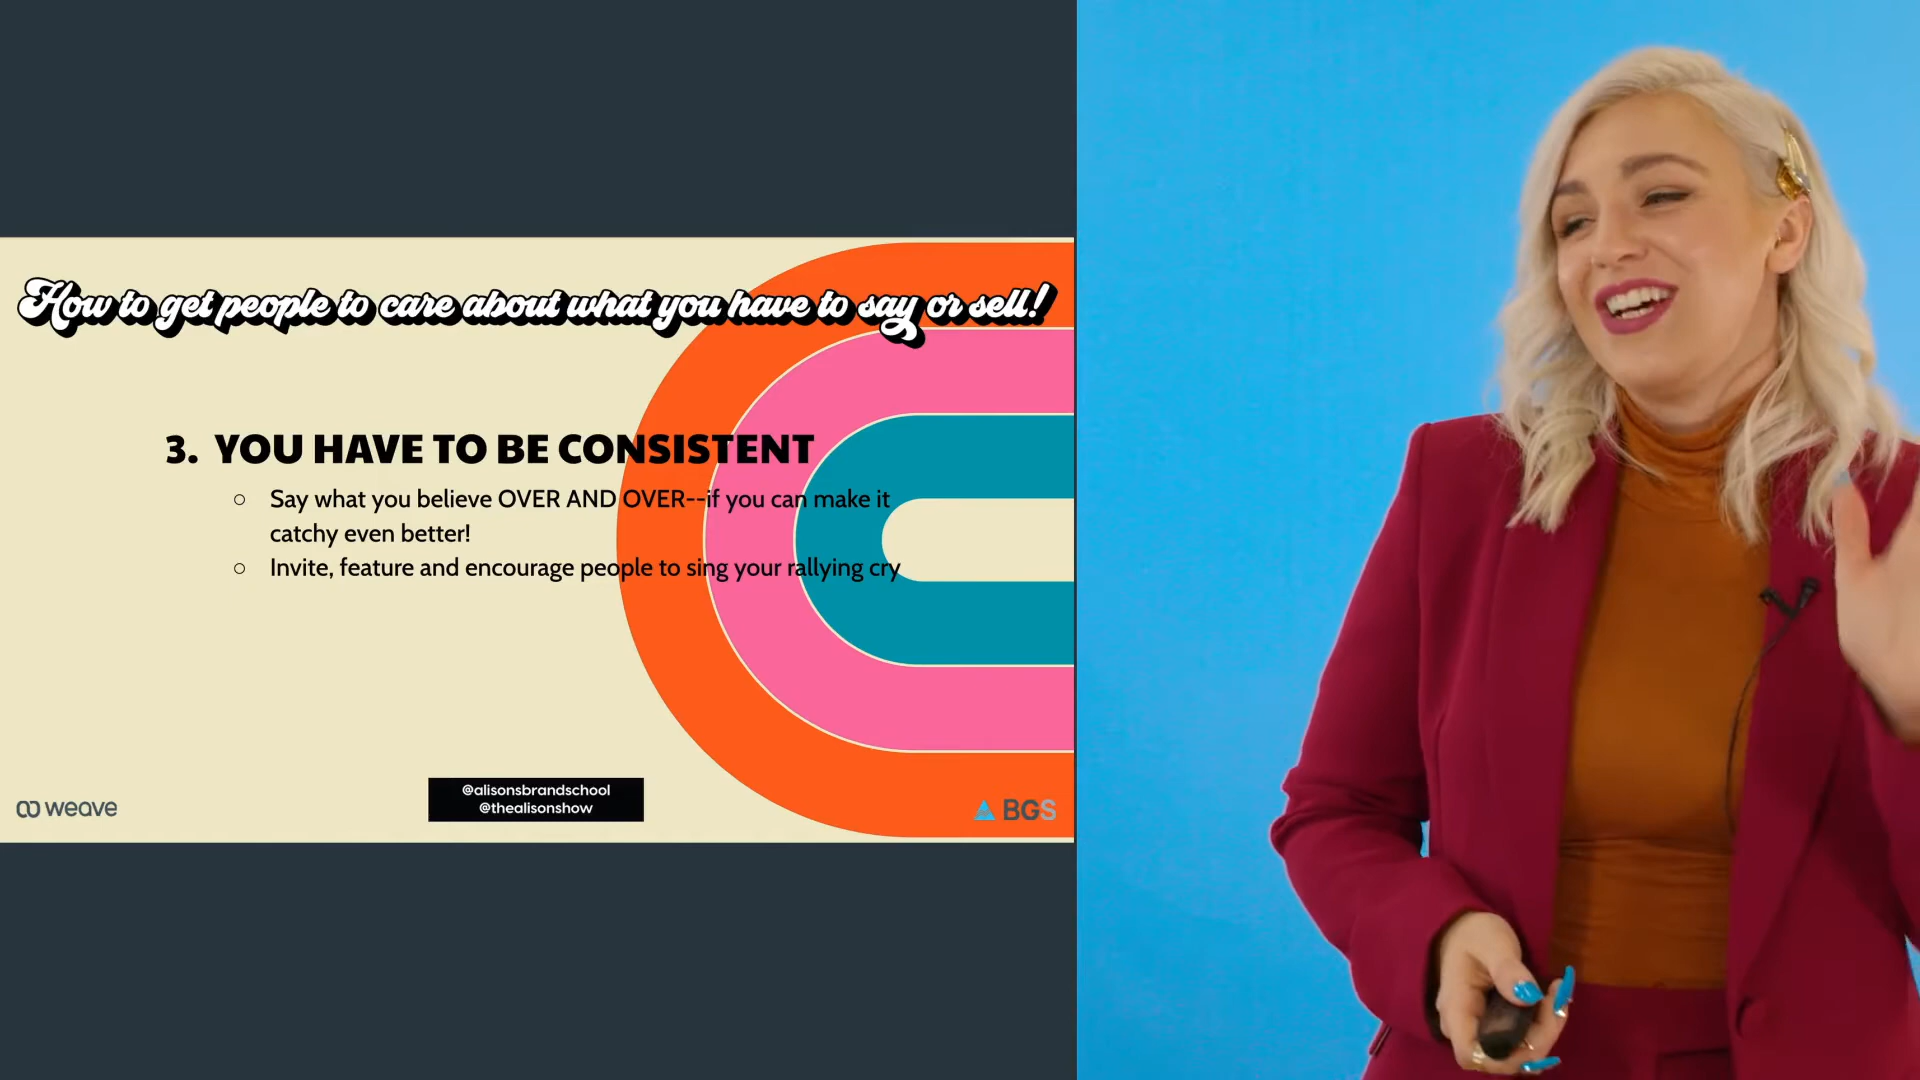 How to get people to care about what you have to say or sell!
3. YOU HAVE TO BE CONSISTENT
○ Say what you believe OVER AND OVER--if you can make it
catchy even better!
○ Invite, feature and encourage people to sing your rallying cry
weave
@alisonsbrandschool
@thealisonshow
BGS